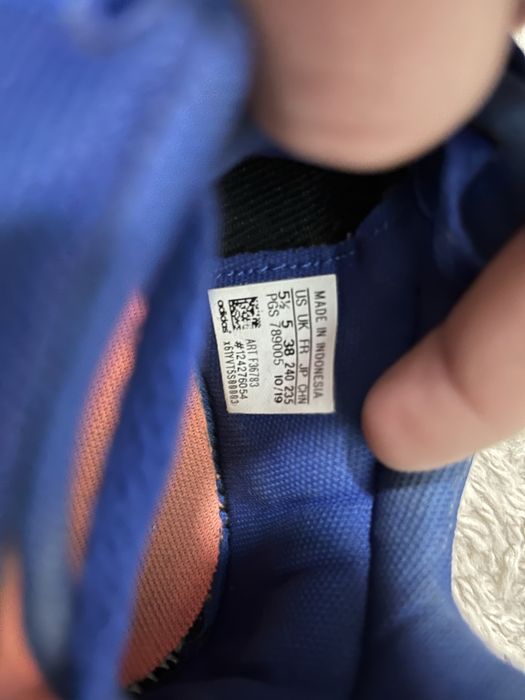 MADE IN INDONESIA
US UK FR JP CHN
5½ 5 38 240 235
PGS 789005 10/19
adidas
ART F36783
#124276054
x61YVT5S00003